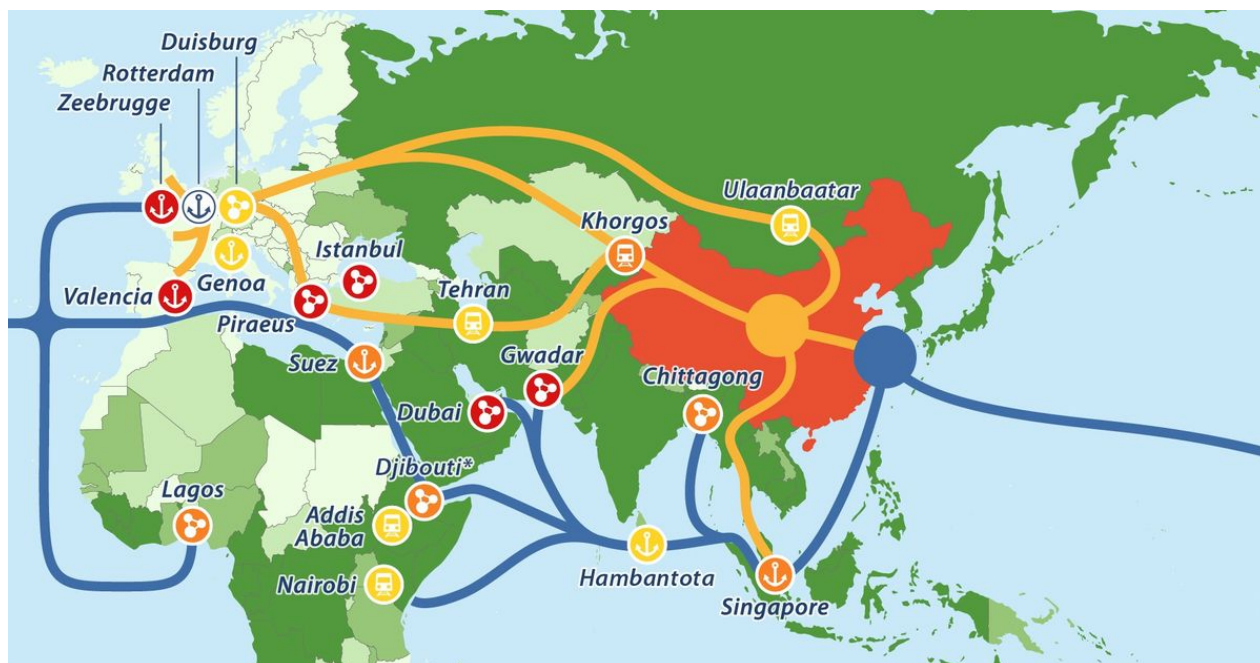 Duisburg
Rotterdam
Zeebrugge
Ulaanbaatar
Khorgos
Istanbul
Genoa
Valencia
Tehran
Piraeus
Suez
Gwadar
Chittagong
Dubai
Djibouti*
Lagos
Addis
Ababa
Nairobi
Hambantota
Singapore